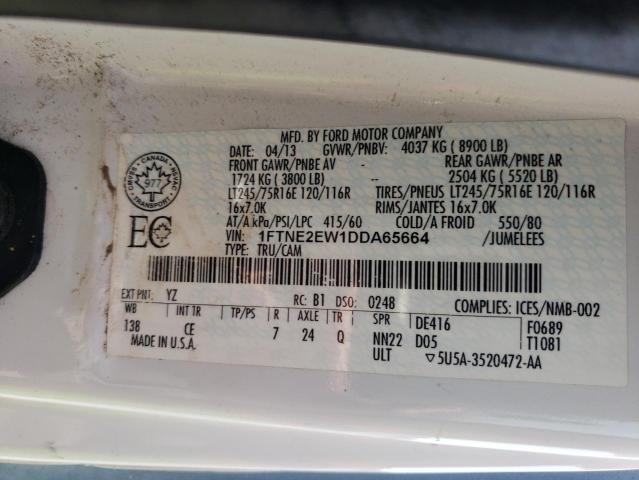 MFD. BY FORD MOTOR COMPANY
DATE: 04/13 GVWR/PNBV: 4037 KG ( 8900 LB)
FRONT GAWR/PNBE AV REAR GAWR/PNBE AR
1724 KG ( 3800 LB) 2504 KG ( 5520 LB)
LT245/75R16E 120/116R TIRES/PNEUS LT245/75R16E 120/116R
16x7.0K RIMS/JANTES 16x7.0K
AT/A kPa/PSI/LPC 415/60 COLD/A FROID 550/80
VIN: 1FTNE2EW1DDA65664 /JUMELEES
TYPE: TRU/CAM
CANADA
CMVSS NSVAC
977
TRANSPORT
EC
EXT PNT: YZ RC: B1 DSO: 0248 COMPLIES: ICES/NMB-002
WB INT TR TP/PS R AXLE TR SPR DE416 F0689
138 CE 7 24 Q NN22 D05 T1081
MADE IN U.S.A. ULT ▽5U5A-3520472-AA